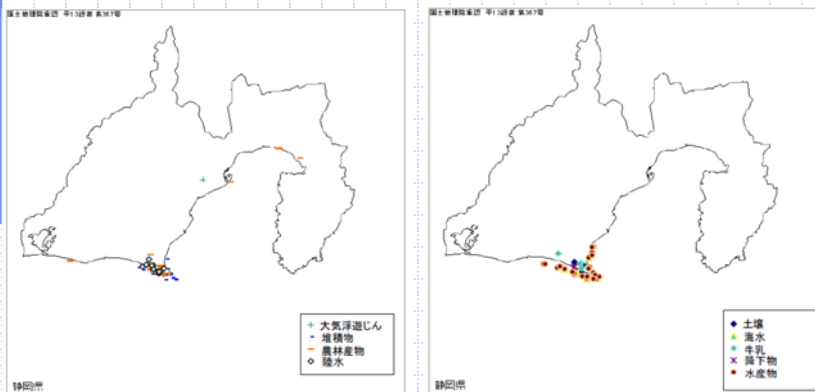 国土地理院承認 平13総複 第367号
大気浮遊じん
堆積物
農林産物
陸水
静岡県
国土地理院承認 平13総複 第367号
土壌
海水
牛乳
降下物
水産物
静岡県